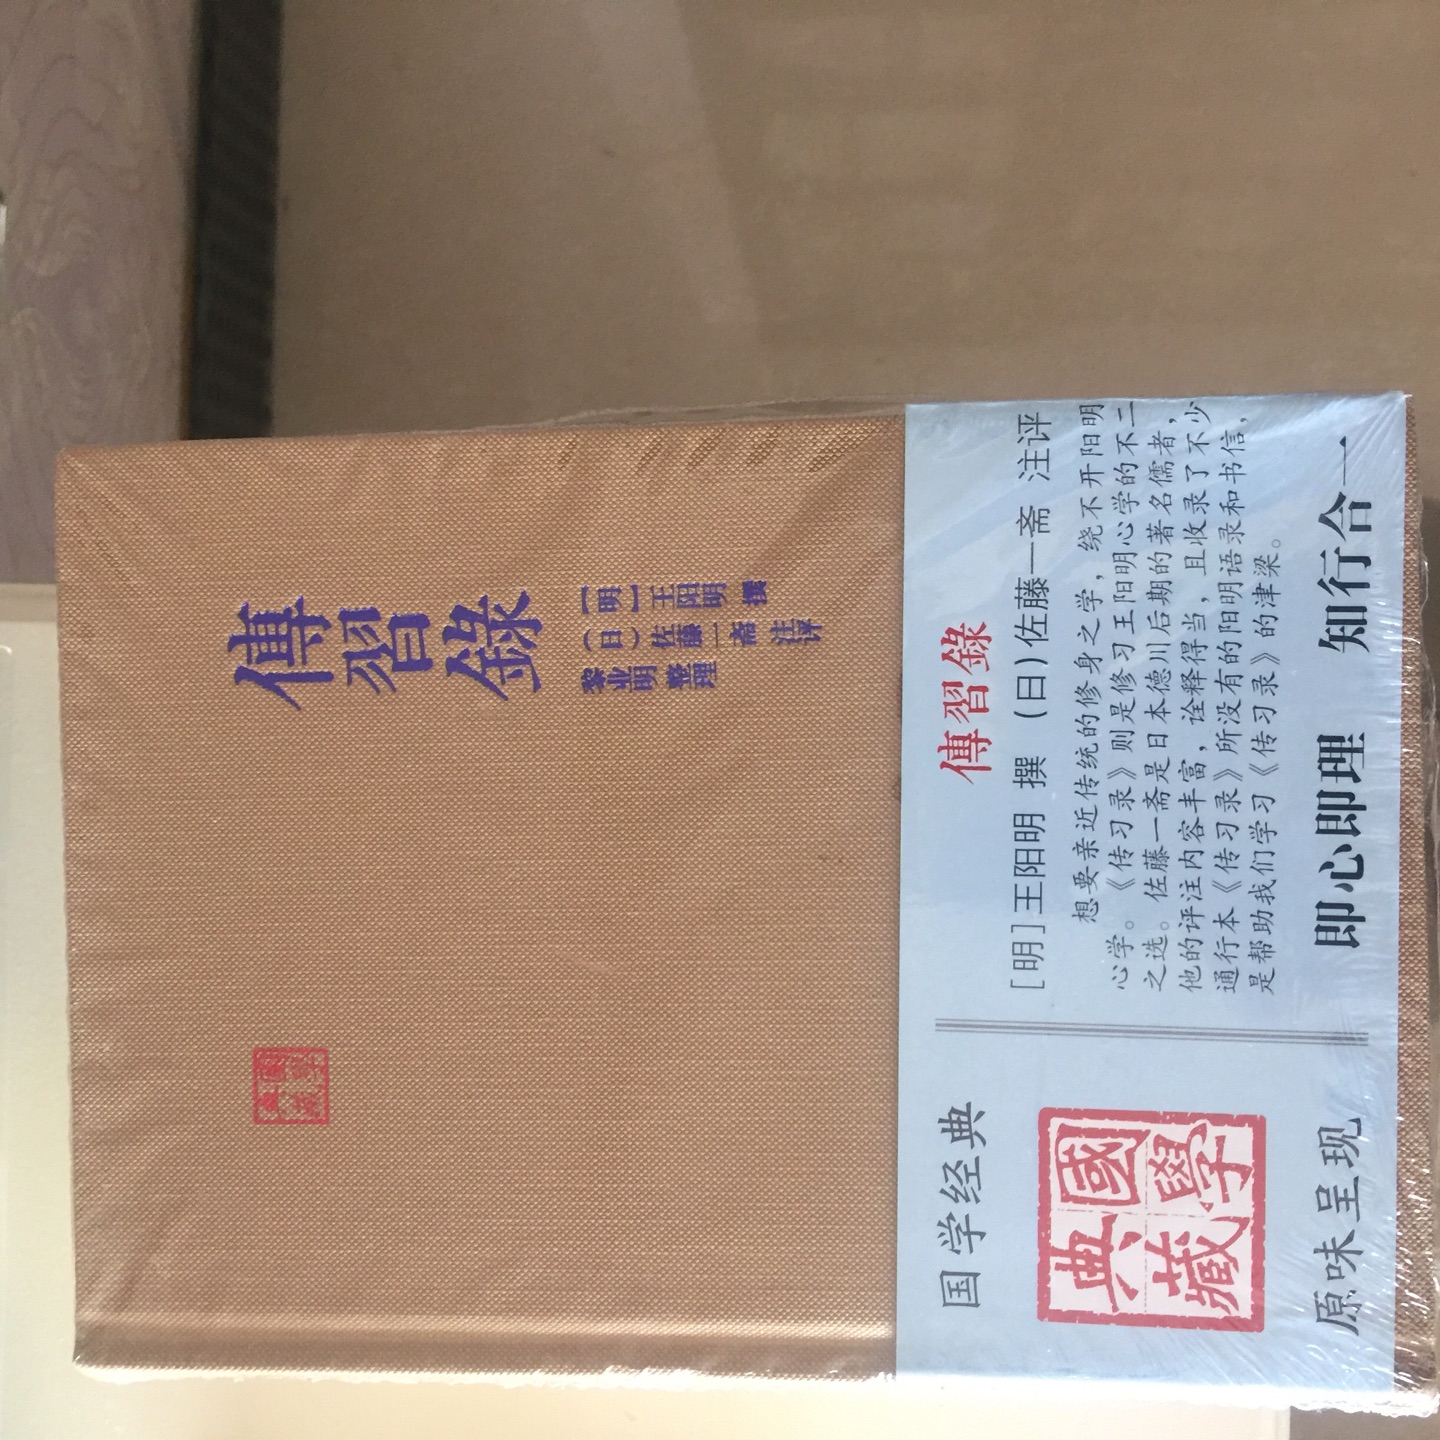 傳習錄
[明]王阳明 撰
(日)佐藤一斋 注评
黎业明 整理
國學典藏
傳習錄
[明]王阳明 撰 (日)佐藤一斋 注评
想要亲近传统的修身之学，绕不开阳明
心学。《传习录》则是修习王阳明心学的不二
之选。佐藤一斋是日本德川后期的著名儒者，
他的评注内容丰富，诠释得当，且收录了不少
通行本《传习录》所没有的阳明语录和书信，
是帮助我们学习《传习录》的津梁。
即心即理 知行合一
国学经典
國學典藏
原味呈现